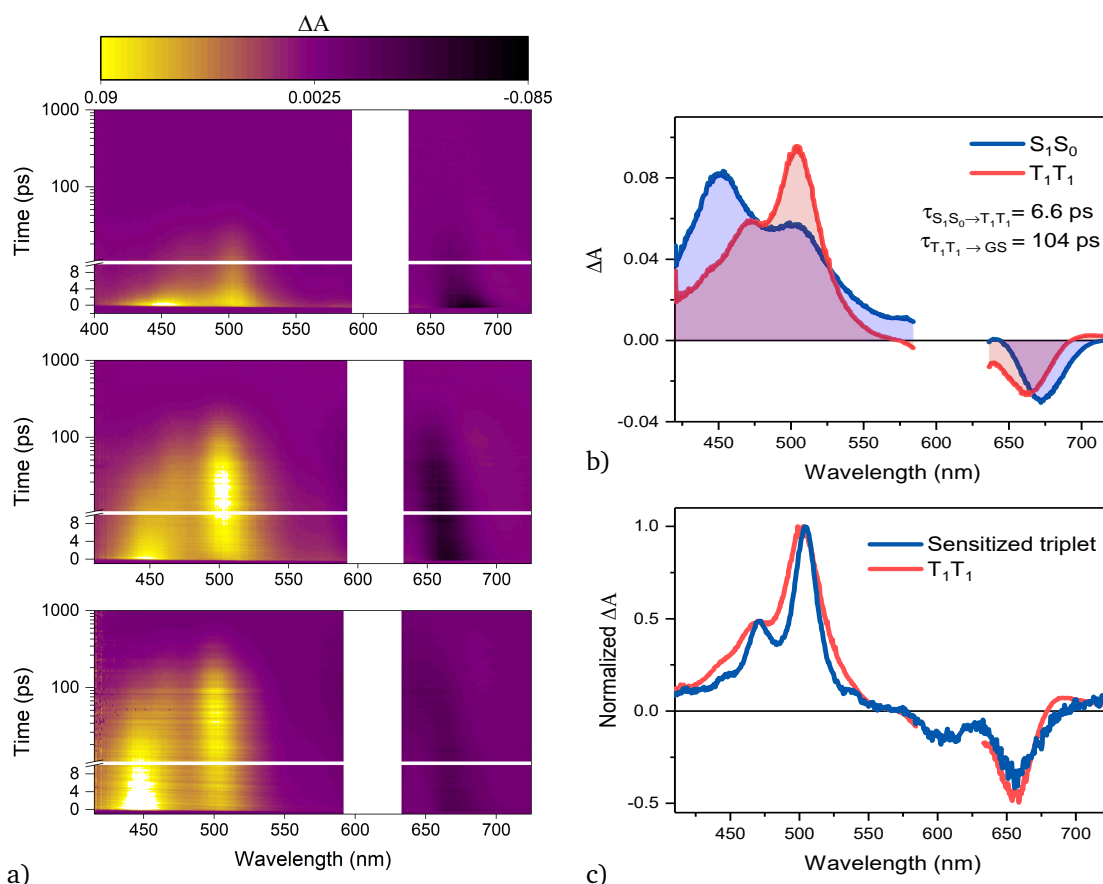 ΔA
0.09 0.0025 -0.085
1000
100
8
4
0
Time (ps)
400 450 500 550 600 650 700
1000
100
8
4
0
Time (ps)
450 500 550 600 650 700
1000
100
8
4
0
Time (ps)
450 500 550 600 650 700
Wavelength (nm)
a)
0.08
0.04
0.00
-0.04
ΔA
S₁S₀
T₁T₁
τS₁S₀→T₁T₁= 6.6 ps
τT₁T₁→GS = 104 ps
450 500 550 600 650 700
Wavelength (nm)
b)
1.0
0.5
0.0
-0.5
Normalized ΔA
Sensitized triplet
T₁T₁
450 500 550 600 650 700
Wavelength (nm)
c)